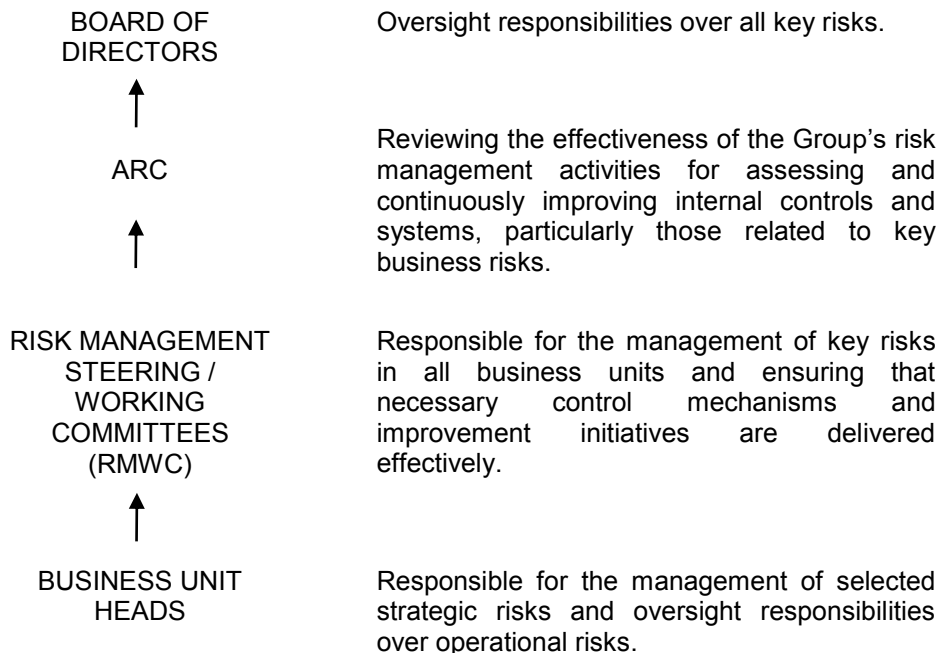 BOARD OF
DIRECTORS
Oversight responsibilities over all key risks.
ARC
Reviewing the effectiveness of the Group’s risk
management activities for assessing and
continuously improving internal controls and
systems, particularly those related to key
business risks.
RISK MANAGEMENT
STEERING /
WORKING
COMMITTEES
(RMWC)
Responsible for the management of key risks
in all business units and ensuring that
necessary control mechanisms and
improvement initiatives are delivered
effectively.
BUSINESS UNIT
HEADS
Responsible for the management of selected
strategic risks and oversight responsibilities
over operational risks.